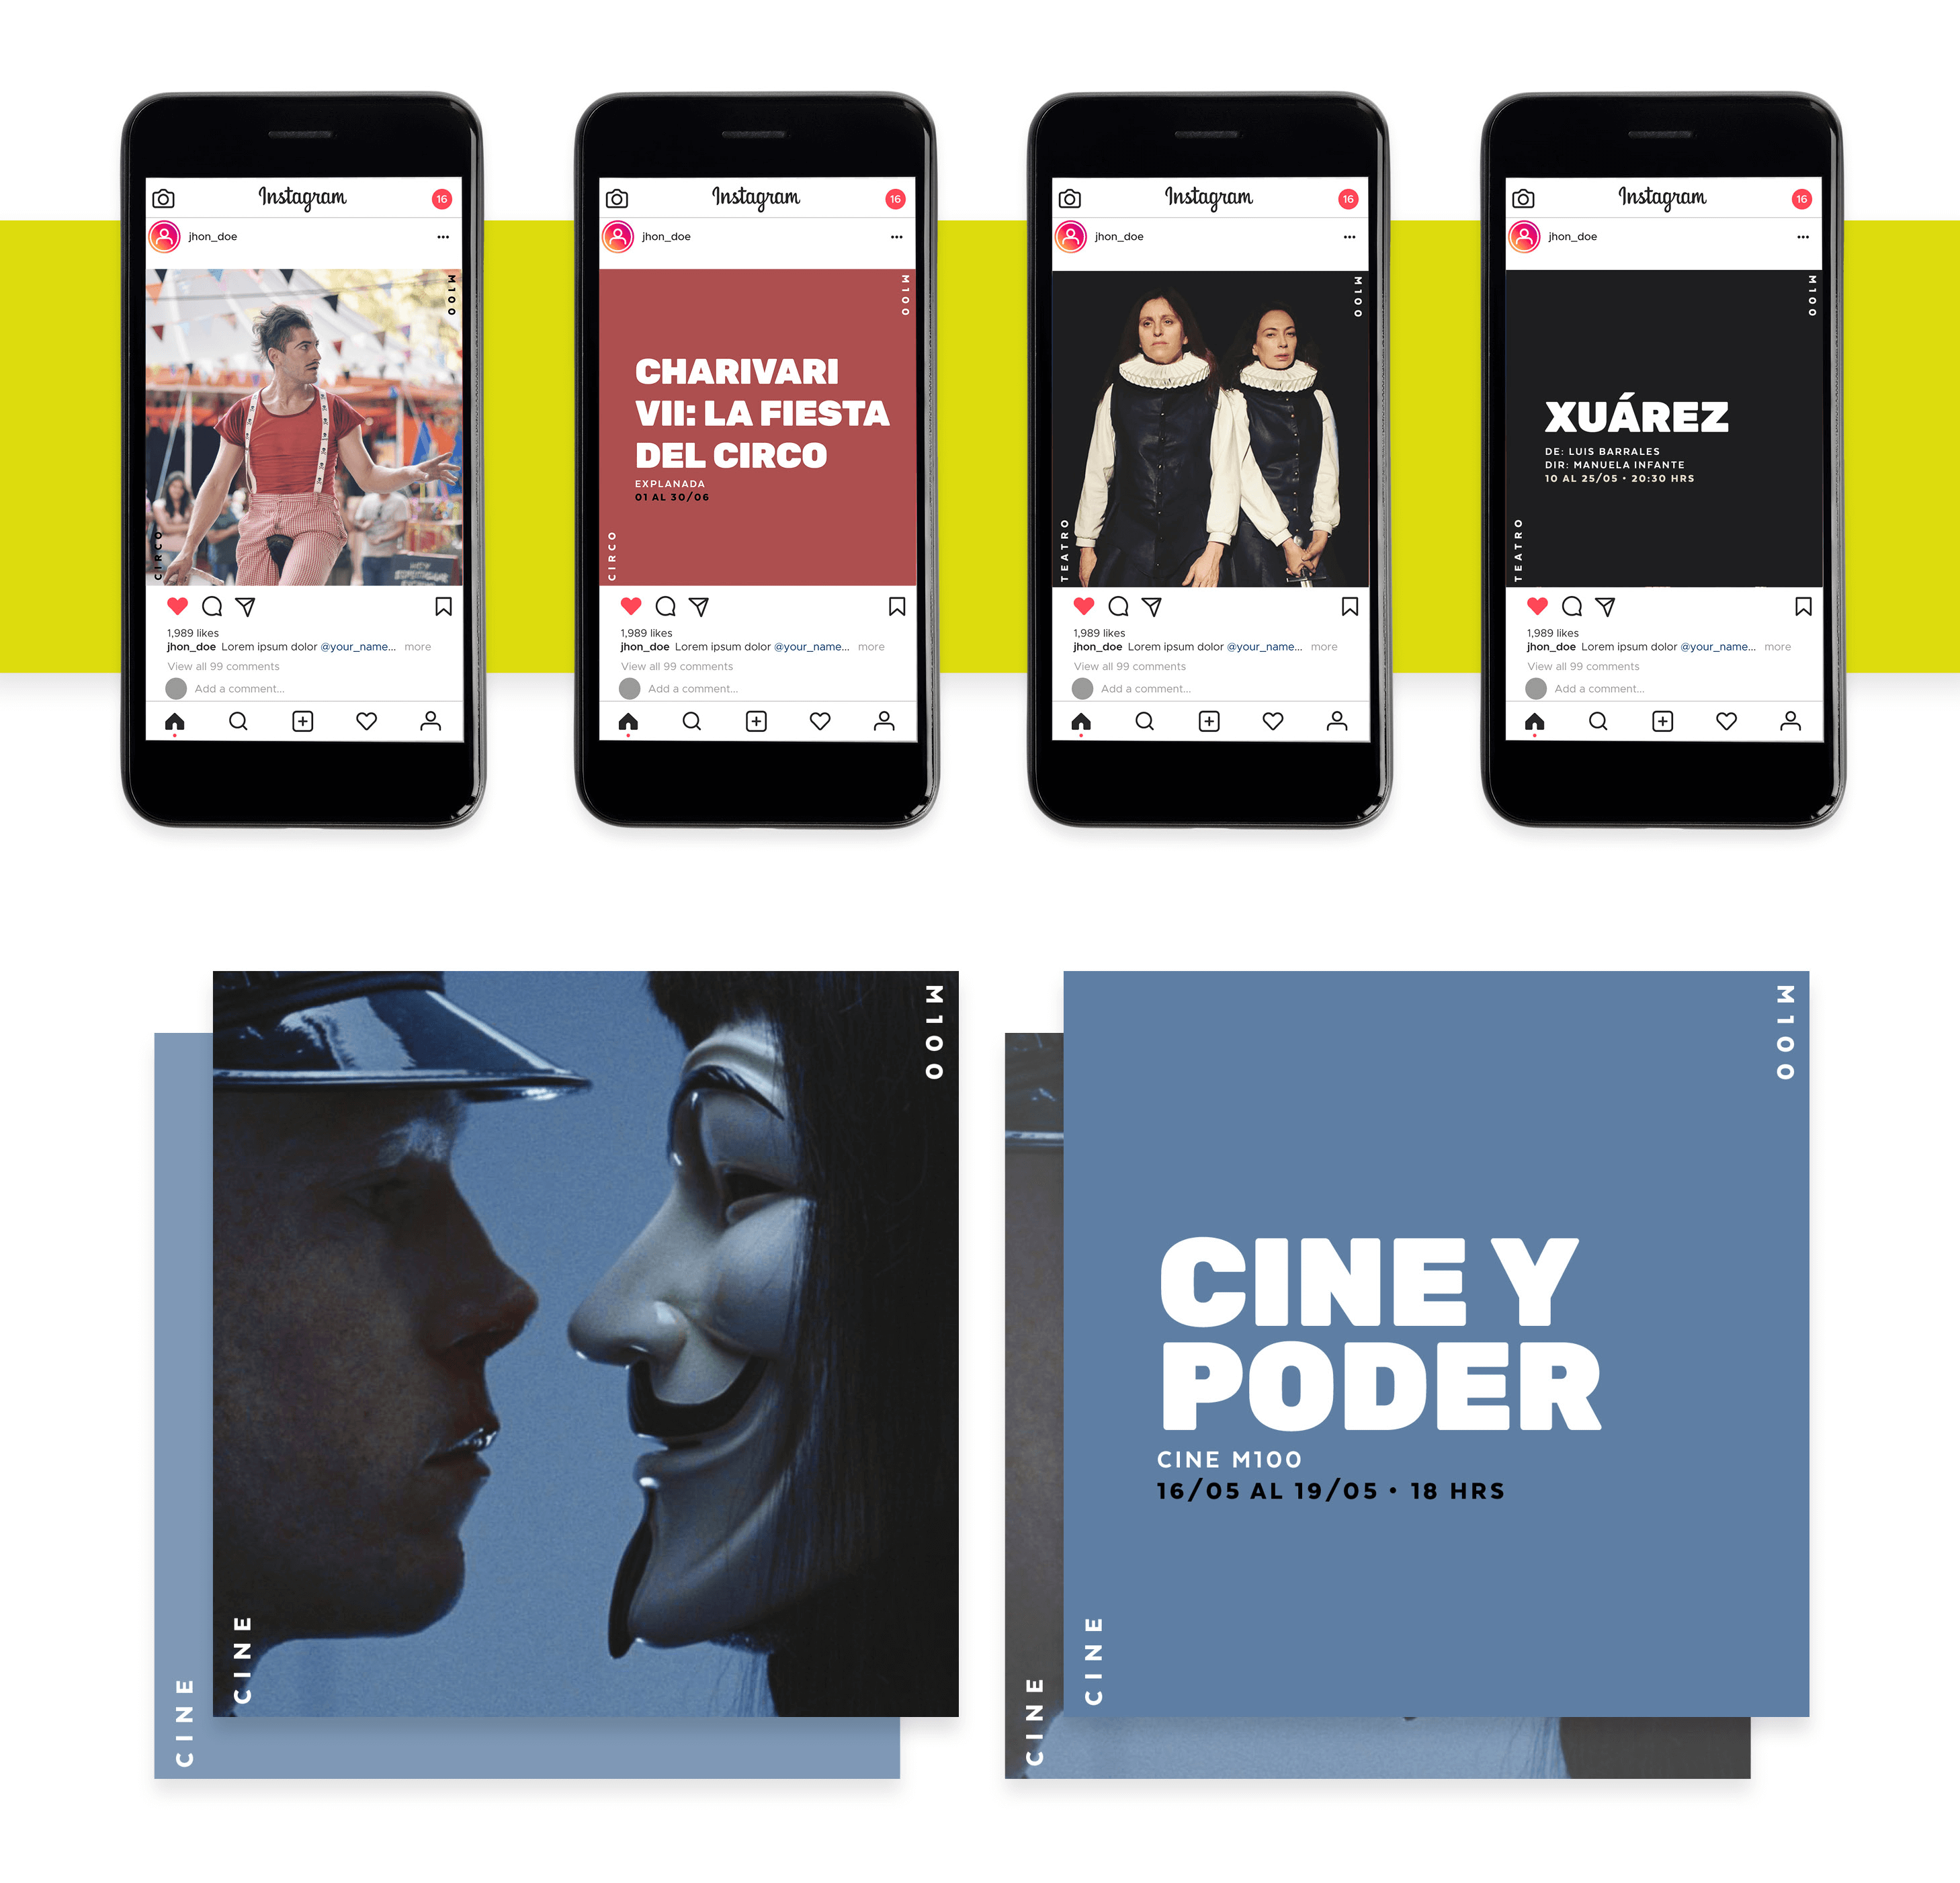 Instagram
16
jhon_doe
M100
CIRCO
1,989 likes
jhon_doe Lorem ipsum dolor @your_name... more
View all 99 comments
Add a comment...
Instagram
16
jhon_doe
M100
CHARIVARI
VII: LA FIESTA
DEL CIRCO
EXPLANADA
01 AL 30/06
CIRCO
1,989 likes
jhon_doe Lorem ipsum dolor @your_name... more
View all 99 comments
Add a comment...
Instagram
16
jhon_doe
M100
TEATRO
1,989 likes
jhon_doe Lorem ipsum dolor @your_name... more
View all 99 comments
Add a comment...
Instagram
16
jhon_doe
M100
XUÁREZ
DE: LUIS BARRALES
DIR: MANUELA INFANTE
10 AL 25/05 • 20:30 HRS
TEATRO
1,989 likes
jhon_doe Lorem ipsum dolor @your_name... more
View all 99 comments
Add a comment...
M100
CINE
CINE
M100
CINE Y
PODER
CINE M100
16/05 AL 19/05 • 18 HRS
CINE
CINE